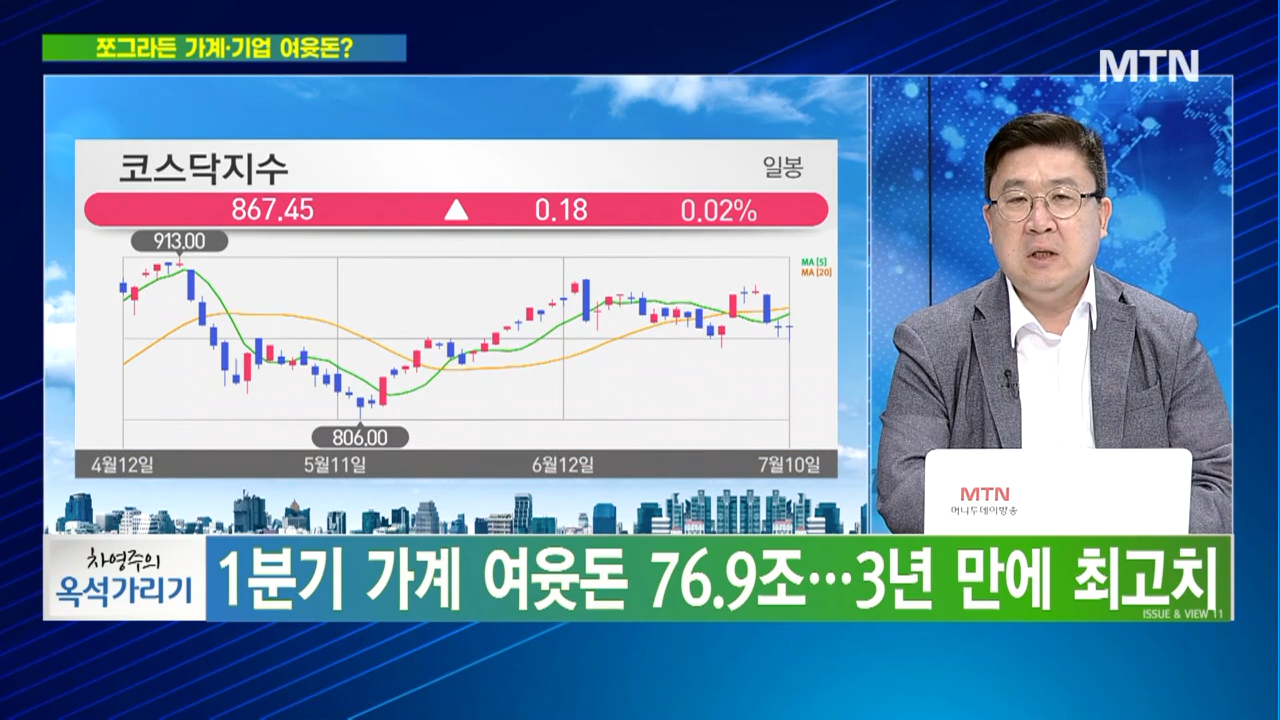 쪼그라든 가계·기업 여윳돈?
MTN
코스닥지수
일봉
867.45 ▲ 0.18 0.02%
913.00
MA [5]
MA [20]
806.00
4월12일 5월11일 6월12일 7월10일
MTN
머니투데이방송
차영주의
옥석가리기
1분기 가계 여윳돈 76.9조…3년 만에 최고치
ISSUE & VIEW 11